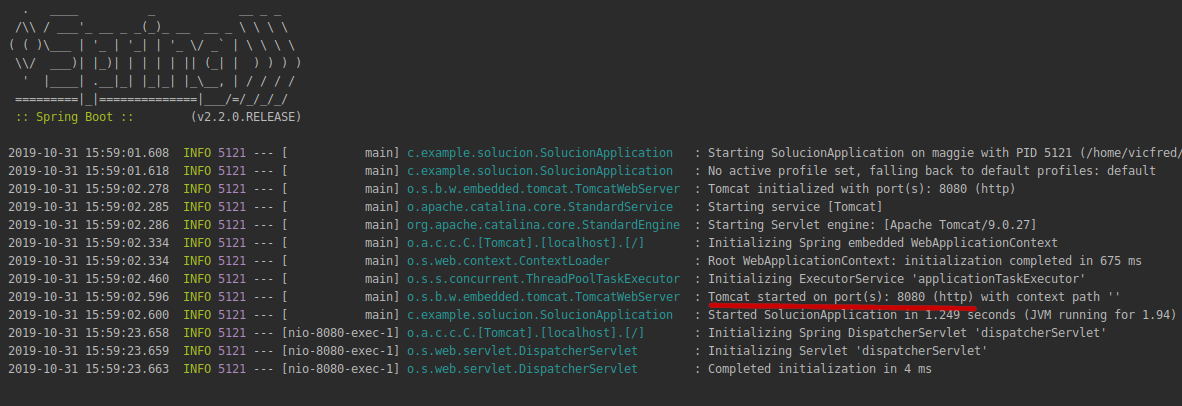 .   ____          _            __ _ _
 /\\ / ___'_ __ _ _(_)_ __  __ _ \ \ \ \
( ( )\___ | '_ | '_| | '_ \/ _` | \ \ \ \
 \\/  ___)| |_)| | | | | || (_| |  ) ) ) )
  '  |____| .__|_| |_|_| |_\__, | / / / /
 =========|_|==============|___/=/_/_/_/
 :: Spring Boot ::        (v2.2.0.RELEASE)
2019-10-31 15:59:01.608  INFO 5121 --- [           main] c.example.solucion.SolucionApplication   : Starting SolucionApplication on maggie with PID 5121 (/home/vicfred/
2019-10-31 15:59:01.618  INFO 5121 --- [           main] c.example.solucion.SolucionApplication   : No active profile set, falling back to default profiles: default
2019-10-31 15:59:02.278  INFO 5121 --- [           main] o.s.b.w.embedded.tomcat.TomcatWebServer  : Tomcat initialized with port(s): 8080 (http)
2019-10-31 15:59:02.285  INFO 5121 --- [           main] o.apache.catalina.core.StandardService   : Starting service [Tomcat]
2019-10-31 15:59:02.286  INFO 5121 --- [           main] org.apache.catalina.core.StandardEngine  : Starting Servlet engine: [Apache Tomcat/9.0.27]
2019-10-31 15:59:02.334  INFO 5121 --- [           main] o.a.c.c.C.[Tomcat].[localhost].[/]       : Initializing Spring embedded WebApplicationContext
2019-10-31 15:59:02.334  INFO 5121 --- [           main] o.s.web.context.ContextLoader            : Root WebApplicationContext: initialization completed in 675 ms
2019-10-31 15:59:02.460  INFO 5121 --- [           main] o.s.s.concurrent.ThreadPoolTaskExecutor  : Initializing ExecutorService 'applicationTaskExecutor'
2019-10-31 15:59:02.596  INFO 5121 --- [           main] o.s.b.w.embedded.tomcat.TomcatWebServer  : Tomcat started on port(s): 8080 (http) with context path ''
2019-10-31 15:59:02.600  INFO 5121 --- [           main] c.example.solucion.SolucionApplication   : Started SolucionApplication in 1.249 seconds (JVM running for 1.94)
2019-10-31 15:59:23.658  INFO 5121 --- [nio-8080-exec-1] o.a.c.c.C.[Tomcat].[localhost].[/]       : Initializing Spring DispatcherServlet 'dispatcherServlet'
2019-10-31 15:59:23.659  INFO 5121 --- [nio-8080-exec-1] o.s.web.servlet.DispatcherServlet        : Initializing Servlet 'dispatcherServlet'
2019-10-31 15:59:23.663  INFO 5121 --- [nio-8080-exec-1] o.s.web.servlet.DispatcherServlet        : Completed initialization in 4 ms